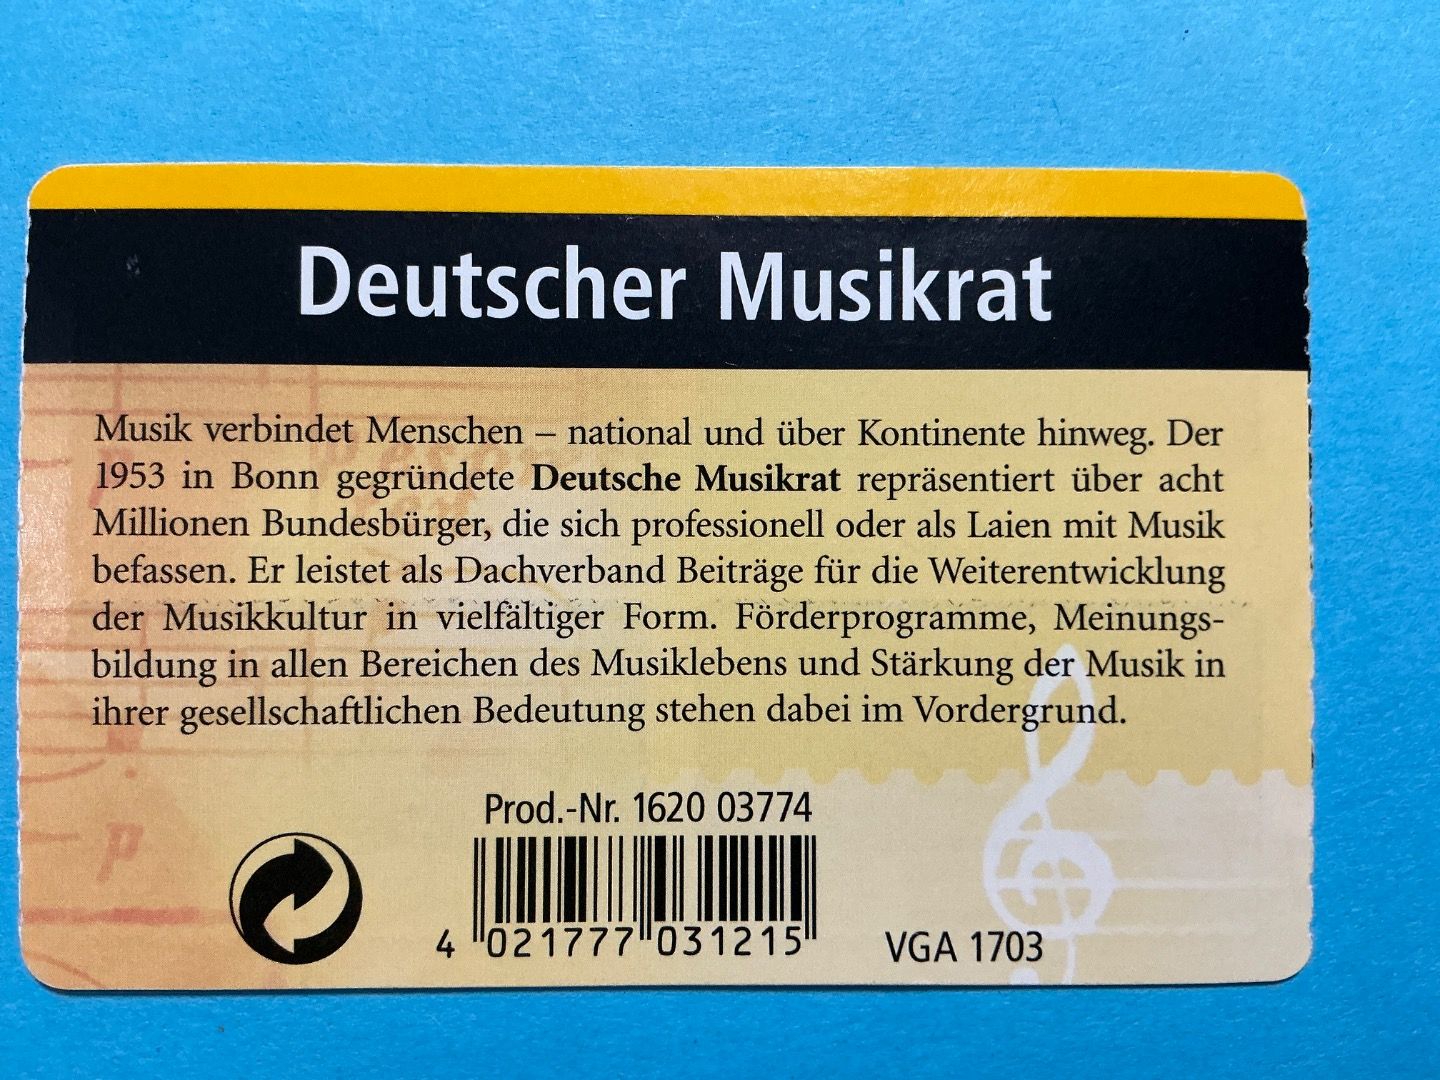 Deutscher Musikrat
Musik verbindet Menschen – national und über Kontinente hinweg. Der
1953 in Bonn gegründete Deutsche Musikrat repräsentiert über acht
Millionen Bundesbürger, die sich professionell oder als Laien mit Musik
befassen. Er leistet als Dachverband Beiträge für die Weiterentwicklung
der Musikkultur in vielfältiger Form. Förderprogramme, Meinungs-
bildung in allen Bereichen des Musiklebens und Stärkung der Musik in
ihrer gesellschaftlichen Bedeutung stehen dabei im Vordergrund.
Prod.-Nr. 1620 03774
4 021777 031215
VGA 1703